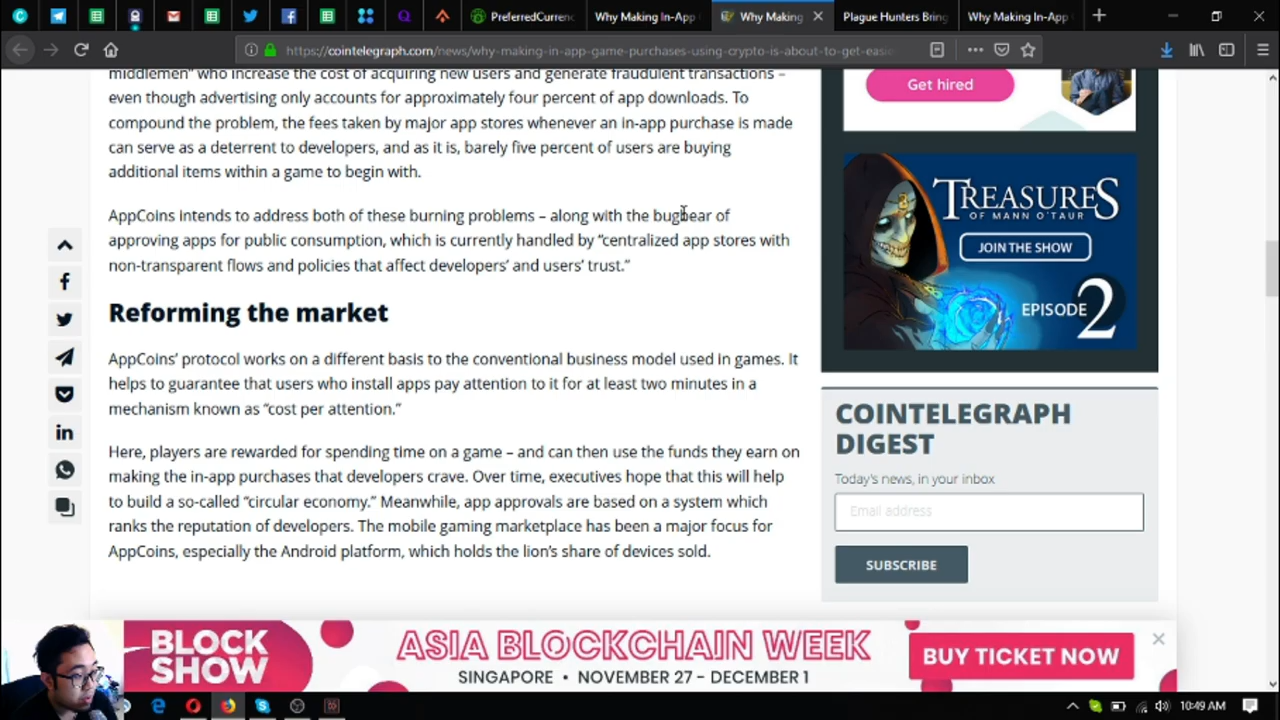 PreferredCurrenc
Why Making In-App
Why Making
Plague Hunters Bring
Why Making In-App
https://cointelegraph.com/news/why-making-in-app-game-purchases-using-crypto-is-about-to-get-easie
middlemen” who increase the cost of acquiring new users and generate fraudulent transactions –
even though advertising only accounts for approximately four percent of app downloads. To
compound the problem, the fees taken by major app stores whenever an in-app purchase is made
can serve as a deterrent to developers, and as it is, barely five percent of users are buying
additional items within a game to begin with.
AppCoins intends to address both of these burning problems – along with the bugbear of
approving apps for public consumption, which is currently handled by “centralized app stores with
non-transparent flows and policies that affect developers’ and users’ trust.”
Reforming the market
AppCoins’ protocol works on a different basis to the conventional business model used in games. It
helps to guarantee that users who install apps pay attention to it for at least two minutes in a
mechanism known as “cost per attention.”
Here, players are rewarded for spending time on a game – and can then use the funds they earn on
making the in-app purchases that developers crave. Over time, executives hope that this will help
to build a so-called “circular economy.” Meanwhile, app approvals are based on a system which
ranks the reputation of developers. The mobile gaming marketplace has been a major focus for
AppCoins, especially the Android platform, which holds the lion’s share of devices sold.
Get hired
TREASURES
OF MANN O'TAUR
JOIN THE SHOW
EPISODE 2
COINTELEGRAPH
DIGEST
Today's news, in your inbox
Email address
SUBSCRIBE
BLOCK
SHOW
ASIA BLOCKCHAIN WEEK
SINGAPORE • NOVEMBER 27 - DECEMBER 1
BUY TICKET NOW
10:49 AM